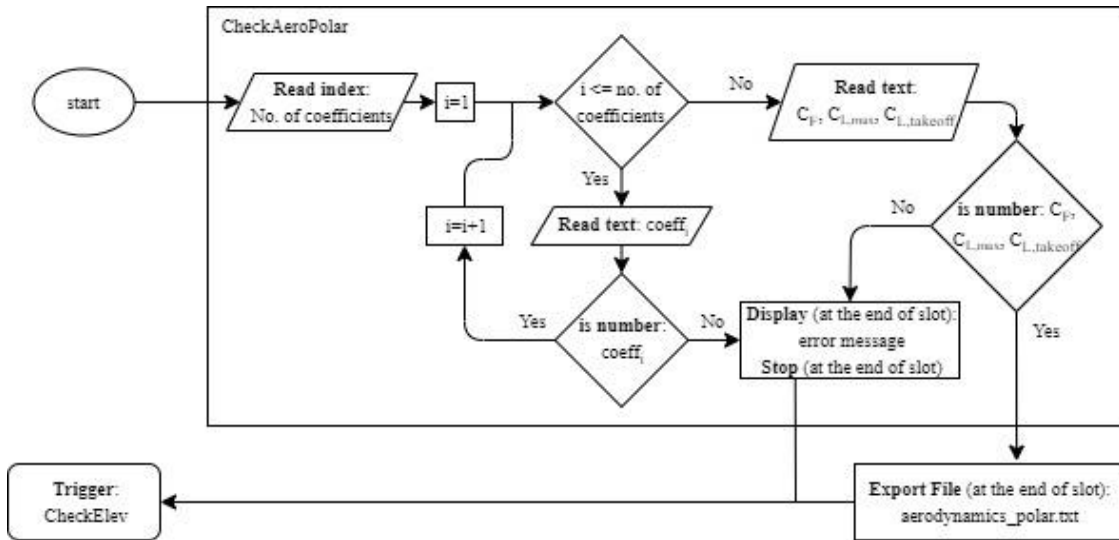 CheckAeroPolar
start
Read index:
No. of coefficients
i=1
i <= no. of
coefficients
No
Read text:
C_F, C_L,max, C_L,takeoff
Yes
Read text: coeff_i
i=i+1
is number: C_F,
C_L,max, C_L,takeoff
No
Yes
is number:
coeff_i
Yes
No
Display (at the end of slot):
error message
Stop (at the end of slot)
Trigger:
CheckElev
Export File (at the end of slot):
aerodynamics_polar.txt